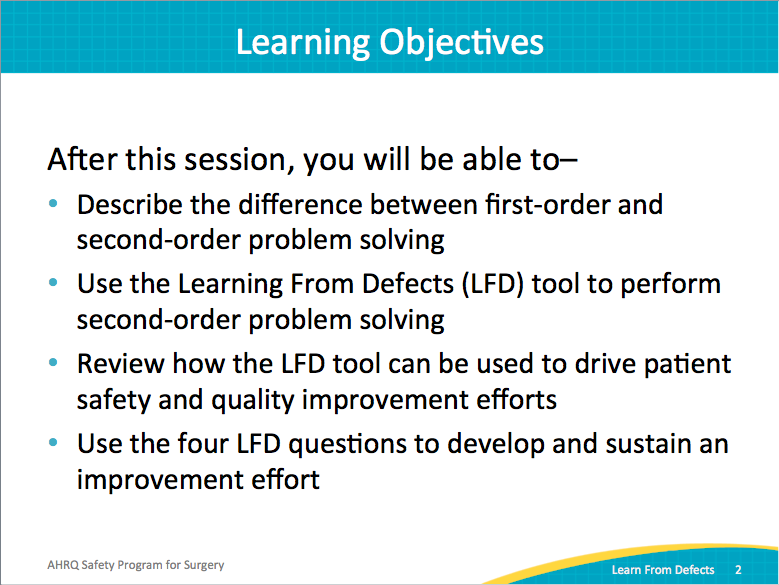 Learning Objectives
After this session, you will be able to–
• Describe the difference between first-order and
second-order problem solving
• Use the Learning From Defects (LFD) tool to perform
second-order problem solving
• Review how the LFD tool can be used to drive patient
safety and quality improvement efforts
• Use the four LFD questions to develop and sustain an
improvement effort
AHRQ Safety Program for Surgery
Learn From Defects 2